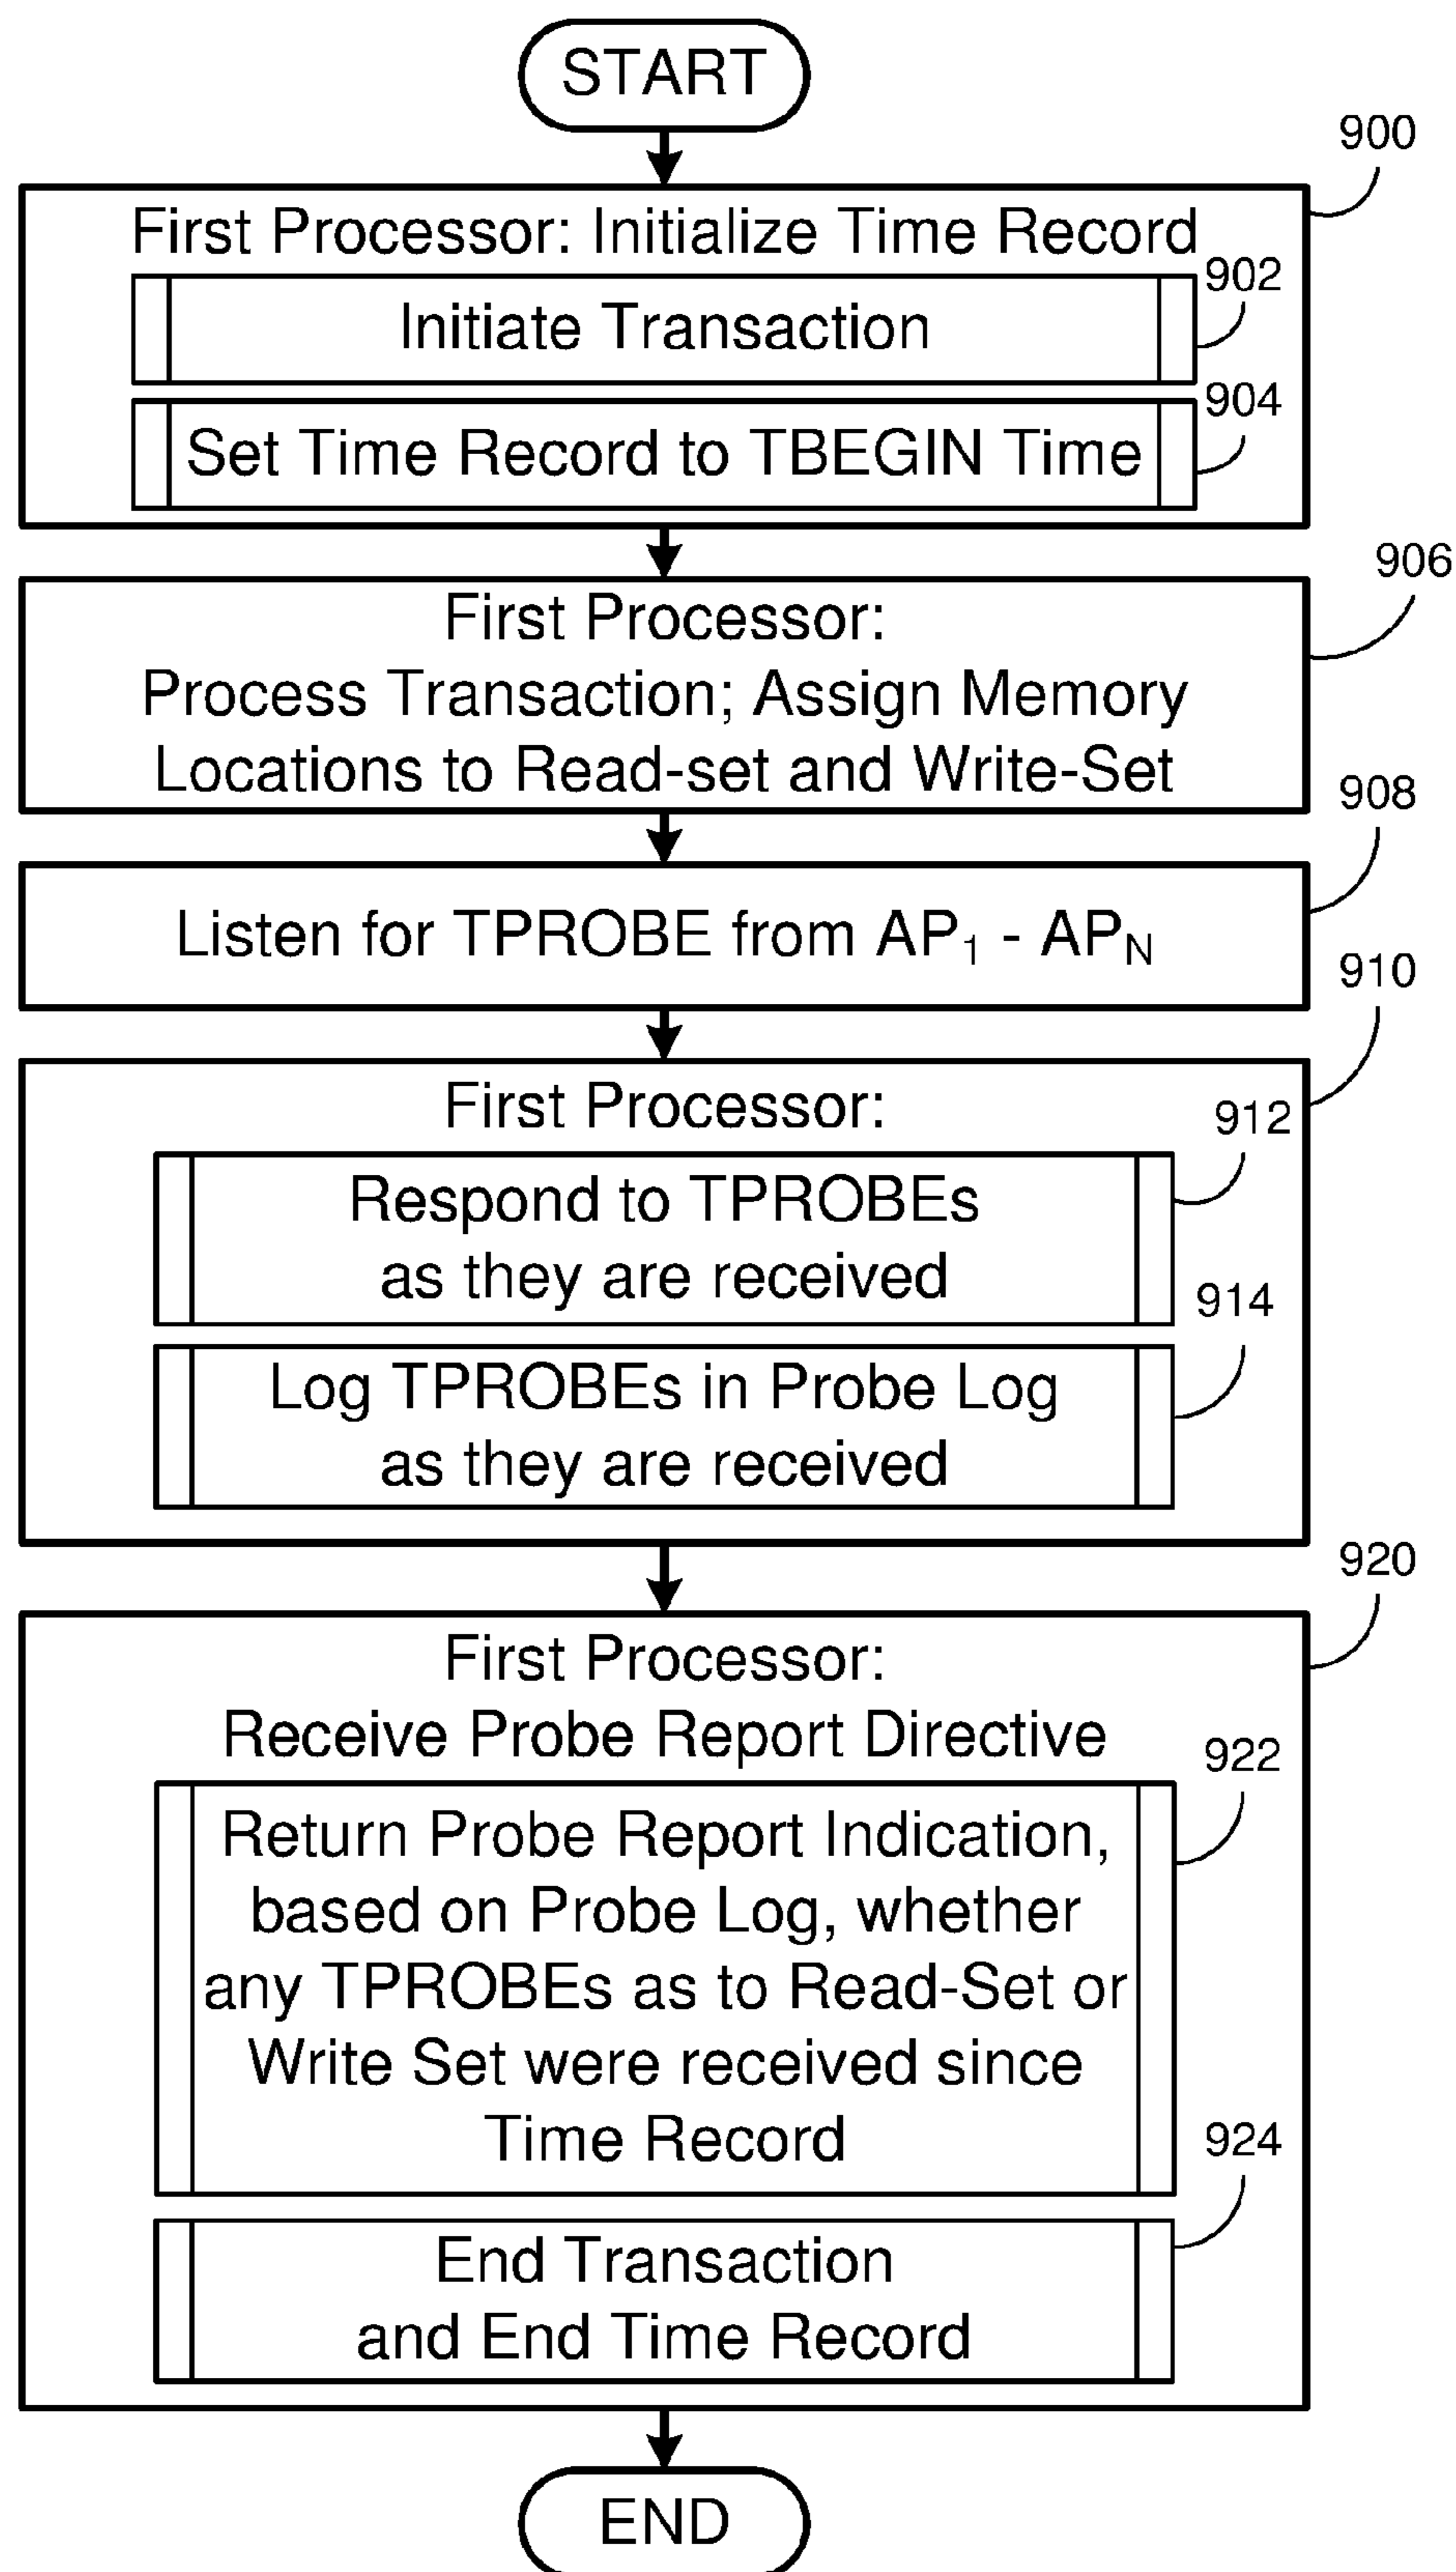 START
900
First Processor: Initialize Time Record
902
Initiate Transaction
904
Set Time Record to TBEGIN Time
906
First Processor:
Process Transaction; Assign Memory
Locations to Read-set and Write-Set
908
Listen for TPROBE from AP₁ - APN
910
First Processor:
912
Respond to TPROBEs
as they are received
914
Log TPROBEs in Probe Log
as they are received
920
First Processor:
Receive Probe Report Directive
922
Return Probe Report Indication,
based on Probe Log, whether
any TPROBEs as to Read-Set or
Write Set were received since
Time Record
924
End Transaction
and End Time Record
END